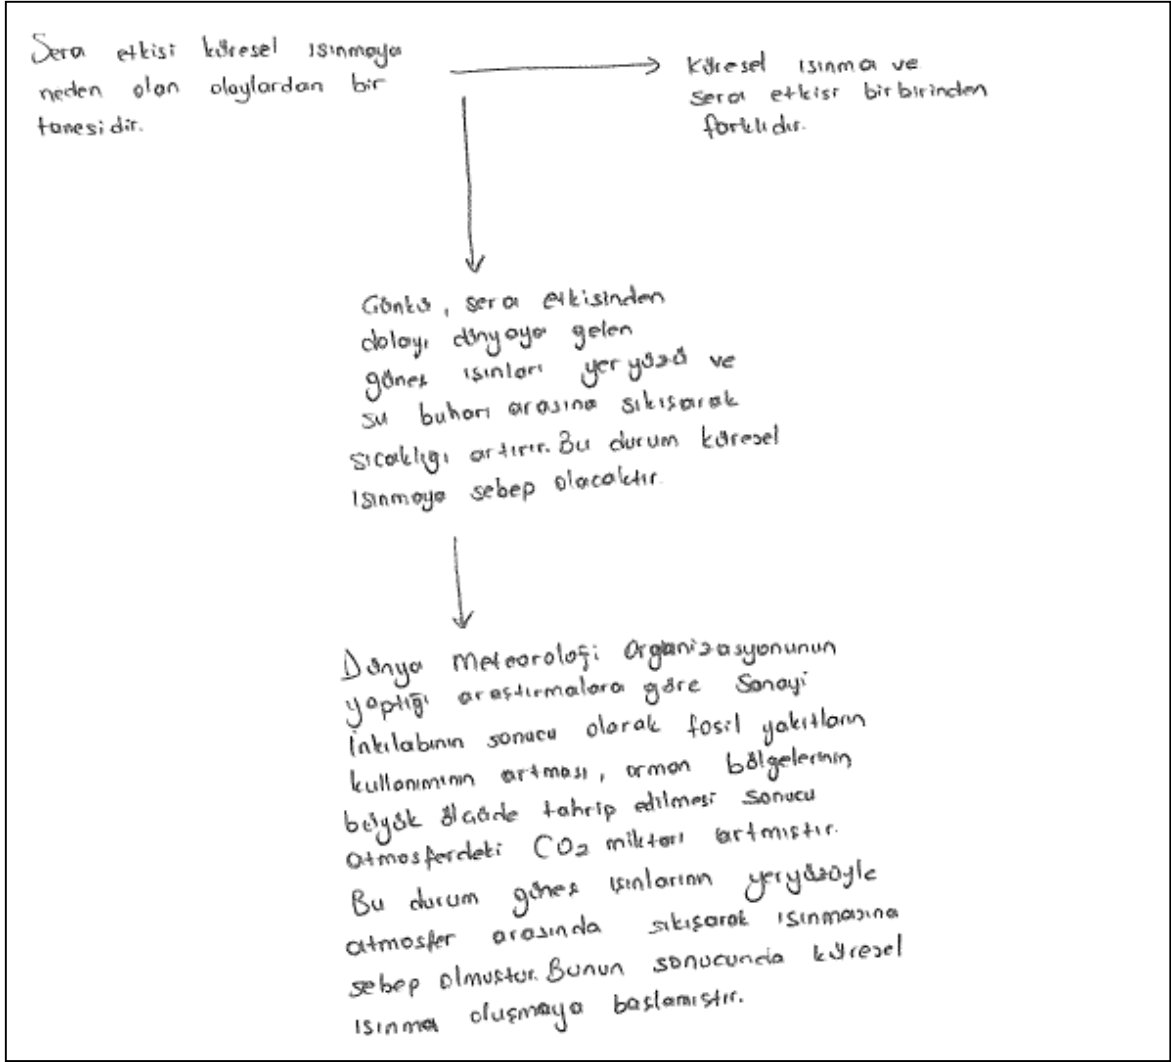 Sera etkisi küresel ısınmaya
neden olan olaylardan bir
tanesidir.
Küresel ısınma ve
sera etkisi birbirinden
farklıdır.
Çünkü, sera etkisinden
dolayı dünyaya gelen
güneş ışınları yeryüzü ve
su buharı arasına sıkışarak
sıcaklığı artırır. Bu durum küresel
ısınmaya sebep olacaktır.
Dünya Meteoroloji Organizasyonunun
yaptığı araştırmalara göre Sanayi
İnkılabının sonucu olarak fosil yakıtların
kullanımının artması, orman bölgelerinin
büyük ölçüde tahrip edilmesi sonucu
atmosferdeki CO₂ miktarı artmıştır.
Bu durum güneş ışınlarının yeryüzüyle
atmosfer arasında sıkışarak ısınmasına
sebep olmuştur. Bunun sonucunda küresel
ısınma oluşmaya başlamıştır.